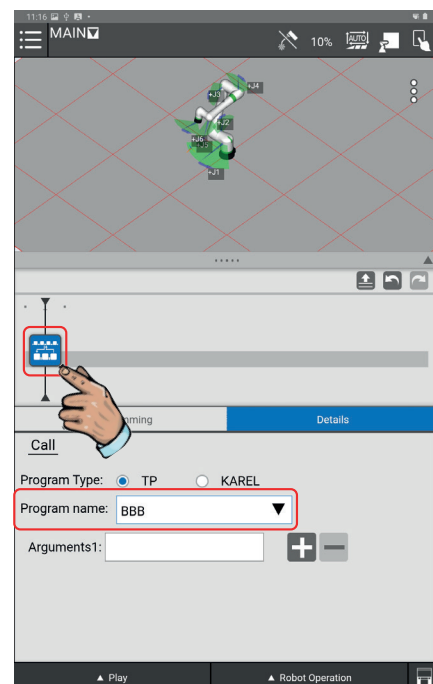 11:16
MAIN
10%
AUTO
+J3
+J4
+J2
+J6
+J1
mming
Details
Call
Program Type:
TP
KAREL
Program name:
BBB
Arguments1:
▲ Play
▲ Robot Operation